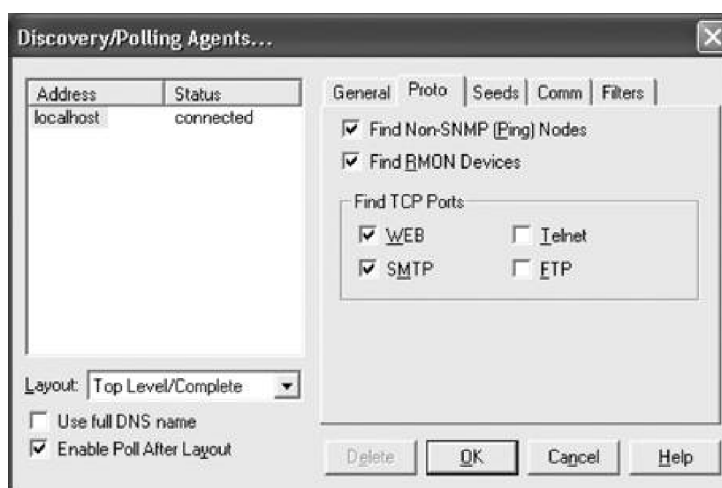 Discovery/Polling Agents...
Address Status
localhost connected
General Proto Seeds Comm Filters
Find Non-SNMP (Ping) Nodes
Find RMON Devices
Find TCP Ports
WEB Telnet
SMTP FTP
Layout: Top Level/Complete
Use full DNS name
Enable Poll After Layout
Delete OK Cancel Help